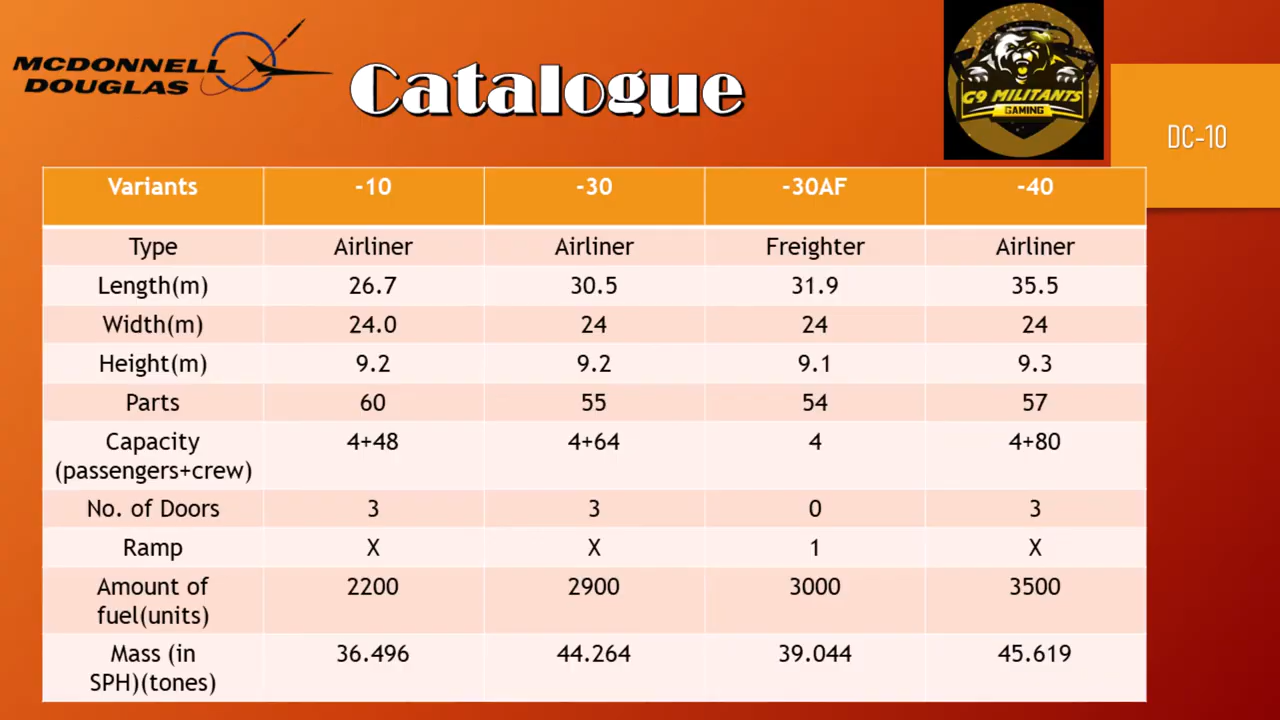 MCDONNELL
DOUGLAS
Catalogue
G9 MILITANTS
GAMING
DC-10
Variants -10 -30 -30AF -40
Type Airliner Airliner Freighter Airliner
Length(m) 26.7 30.5 31.9 35.5
Width(m) 24.0 24 24 24
Height(m) 9.2 9.2 9.1 9.3
Parts 60 55 54 57
Capacity 4+48 4+64 4 4+80
(passengers+crew)
No. of Doors 3 3 0 3
Ramp X X 1 X
Amount of 2200 2900 3000 3500
fuel(units)
Mass (in 36.496 44.264 39.044 45.619
SPH)(tones)